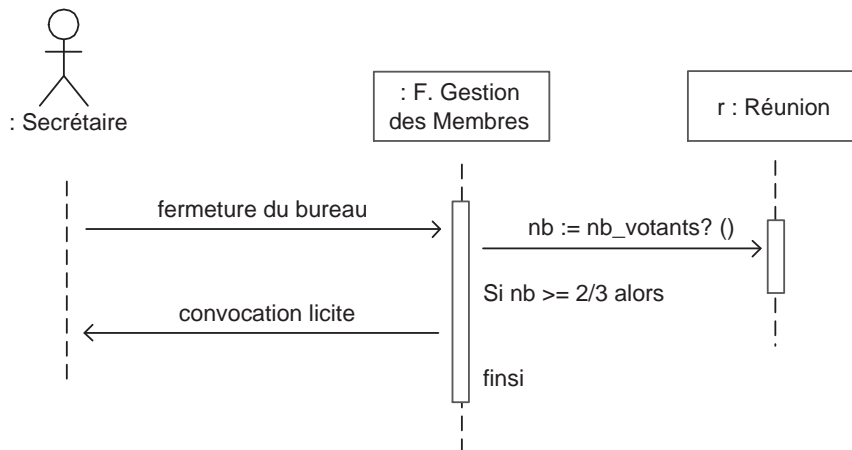 : F. Gestion
des Membres
r : Réunion
: Secrétaire
fermeture du bureau
nb := nb_votants? ()
Si nb >= 2/3 alors
convocation licite
finsi